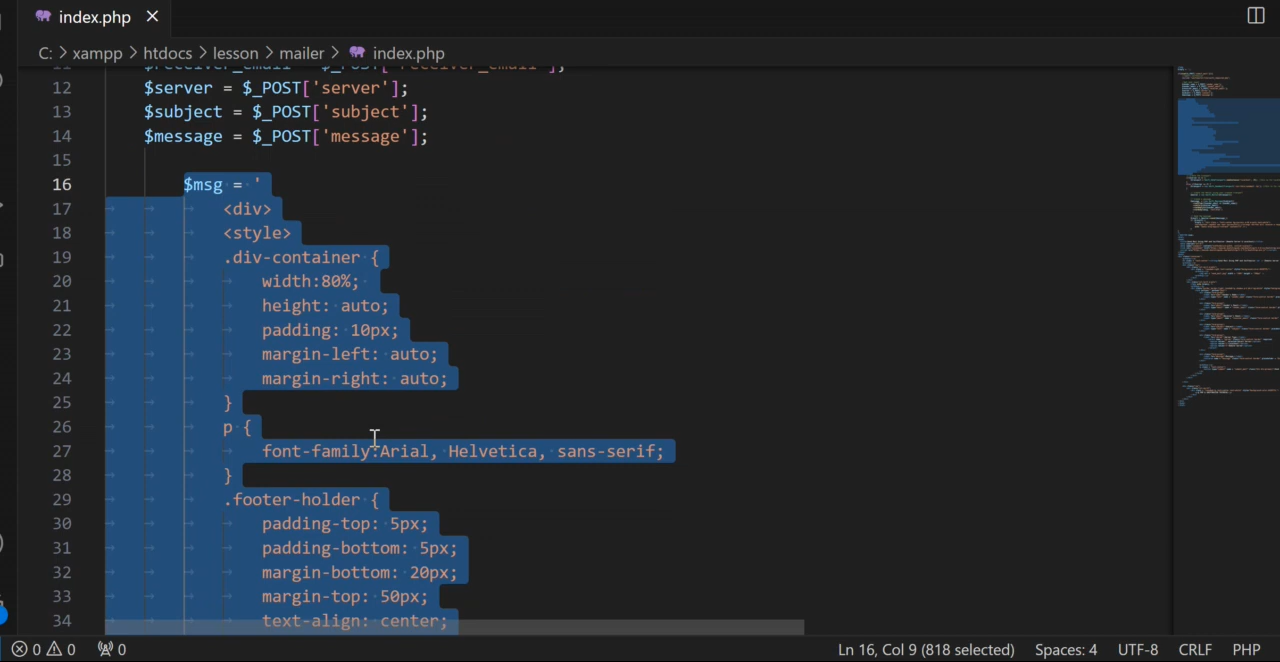 index.php
C: > xampp > htdocs > lesson > mailer > index.php
11 $receiver_email = $_POST['receiver_email'];
12 $server = $_POST['server'];
13 $subject = $_POST['subject'];
14 $message = $_POST['message'];
15
16 $msg = '
17 <div>
18 <style>
19 .div-container {
20 width:80%;
21 height: auto;
22 padding: 10px;
23 margin-left: auto;
24 margin-right: auto;
25 }
26 p {
27 font-family:Arial, Helvetica, sans-serif;
28 }
29 .footer-holder {
30 padding-top: 5px;
31 padding-bottom: 5px;
32 margin-bottom: 20px;
33 margin-top: 50px;
34 text-align: center;
0 0 0 Ln 16, Col 9 (818 selected) Spaces: 4 UTF-8 CRLF PHP